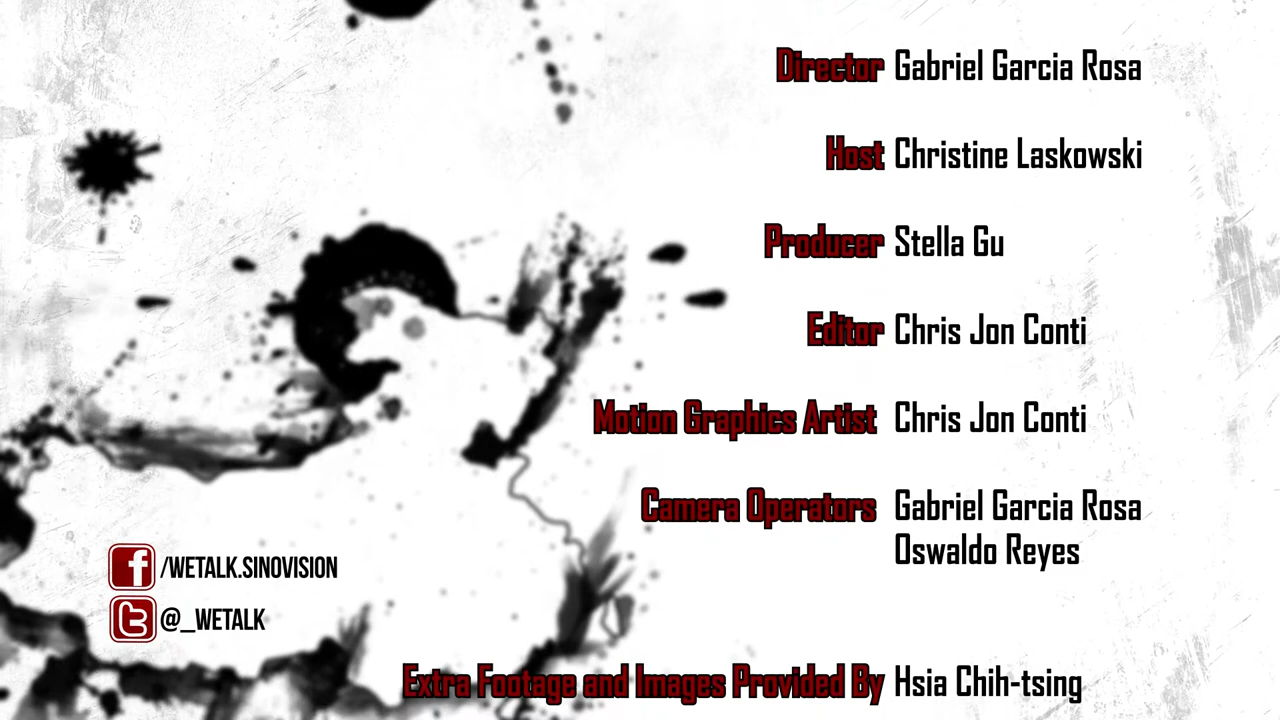 Director Gabriel Garcia Rosa
Host Christine Laskowski
Producer Stella Gu
Editor Chris Jon Conti
Motion Graphics Artist Chris Jon Conti
Camera Operators Gabriel Garcia Rosa
Oswaldo Reyes
/WETALK.SINOVISION
@_WETALK
Extra Footage and Images Provided By Hsia Chih-tsing